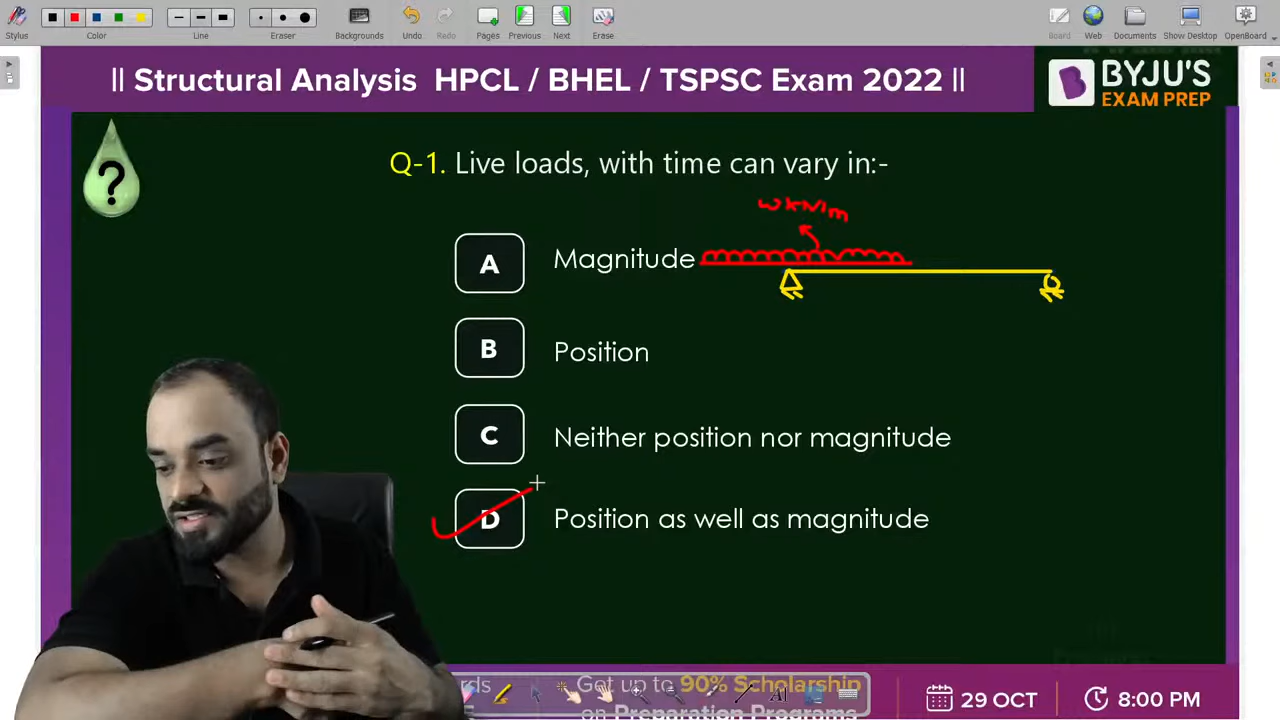 Stylus
Color
Line
Eraser
Backgrounds
Undo
Redo
Pages
Previous
Next
Erase
Board
Web
Documents
Show Desktop
OpenBoard
|| Structural Analysis HPCL / BHEL / TSPSC Exam 2022 ||
BYJU'S
EXAM PREP
?
Q-1. Live loads, with time can vary in:-
w kN/m
A Magnitude
B Position
C Neither position nor magnitude
D Position as well as magnitude
Get up to 90% Scholarship
on Preparation Programs
29 OCT
8:00 PM